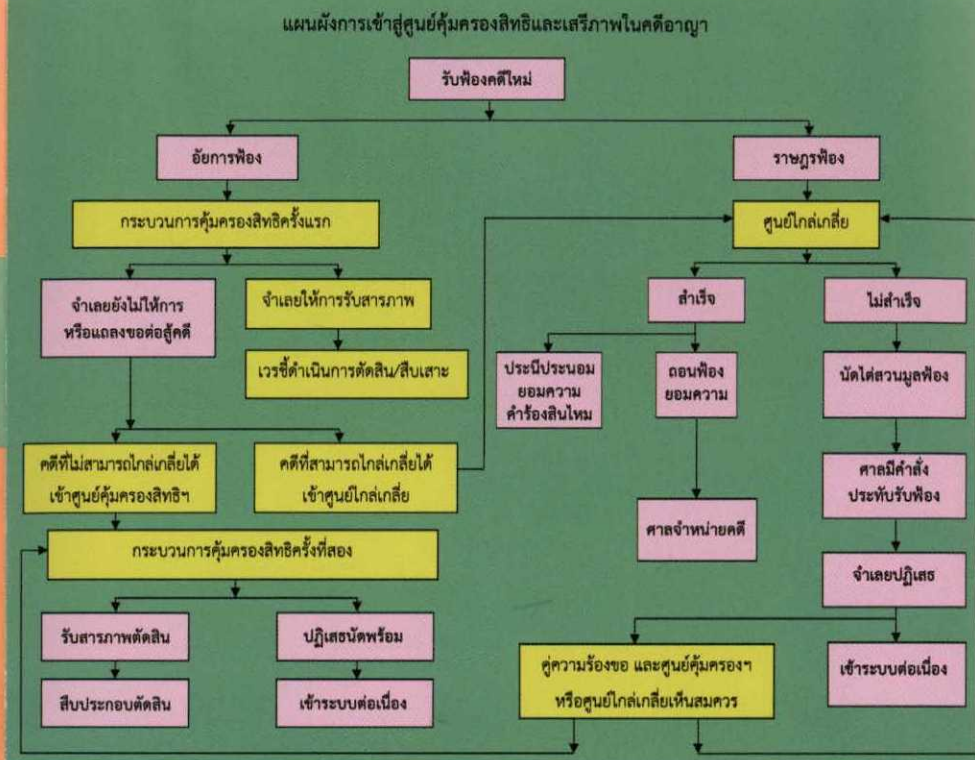 แผนผังการเข้าสู่ศูนย์คุ้มครองสิทธิและเสรีภาพในคดีอาญา
รับฟ้องคดีใหม่
อัยการฟ้อง
ราษฎรฟ้อง
กระบวนการคุ้มครองสิทธิครั้งแรก
ศูนย์ไกล่เกลี่ย
จำเลยยังไม่ให้การ
หรือแถลงขอต่อสู้คดี
จำเลยให้การรับสารภาพ
สำเร็จ
ไม่สำเร็จ
เวรชี้ดำเนินการตัดสิน/สืบเสาะ
ประนีประนอม
ยอมความ
คำร้องสินไหม
ถอนฟ้อง
ยอมความ
นัดไต่สวนมูลฟ้อง
คดีที่ไม่สามารถไกล่เกลี่ยได้
เข้าศูนย์คุ้มครองสิทธิฯ
คดีที่สามารถไกล่เกลี่ยได้
เข้าศูนย์ไกล่เกลี่ย
ศาลมีคำสั่ง
ประทับรับฟ้อง
ศาลจำหน่ายคดี
กระบวนการคุ้มครองสิทธิครั้งที่สอง
จำเลยปฏิเสธ
รับสารภาพตัดสิน
ปฏิเสธนัดพร้อม
คู่ความร้องขอ และศูนย์คุ้มครองฯ
หรือศูนย์ไกล่เกลี่ยเห็นสมควร
เข้าระบบต่อเนื่อง
สืบประกอบตัดสิน
เข้าระบบต่อเนื่อง